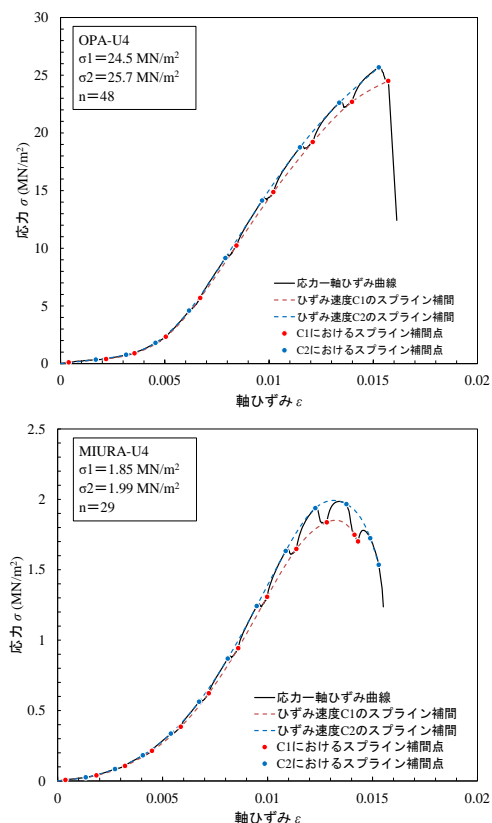 OPA-U4
σ1＝24.5 MN/m²
σ2＝25.7 MN/m²
n＝48
30
25
20
15
10
5
0
応力 σ (MN/m²)
応力ー軸ひずみ曲線
ひずみ速度C1のスプライン補間
ひずみ速度C2のスプライン補間
C1におけるスプライン補間点
C2におけるスプライン補間点
0 0.005 0.01 0.015 0.02
軸ひずみ ε
MIURA-U4
σ1＝1.85 MN/m²
σ2＝1.99 MN/m²
n＝29
2.5
2
1.5
1
0.5
0
応力 σ (MN/m²)
応力ー軸ひずみ曲線
ひずみ速度C1のスプライン補間
ひずみ速度C2のスプライン補間
C1におけるスプライン補間点
C2におけるスプライン補間点
0 0.005 0.01 0.015 0.02
軸ひずみ ε